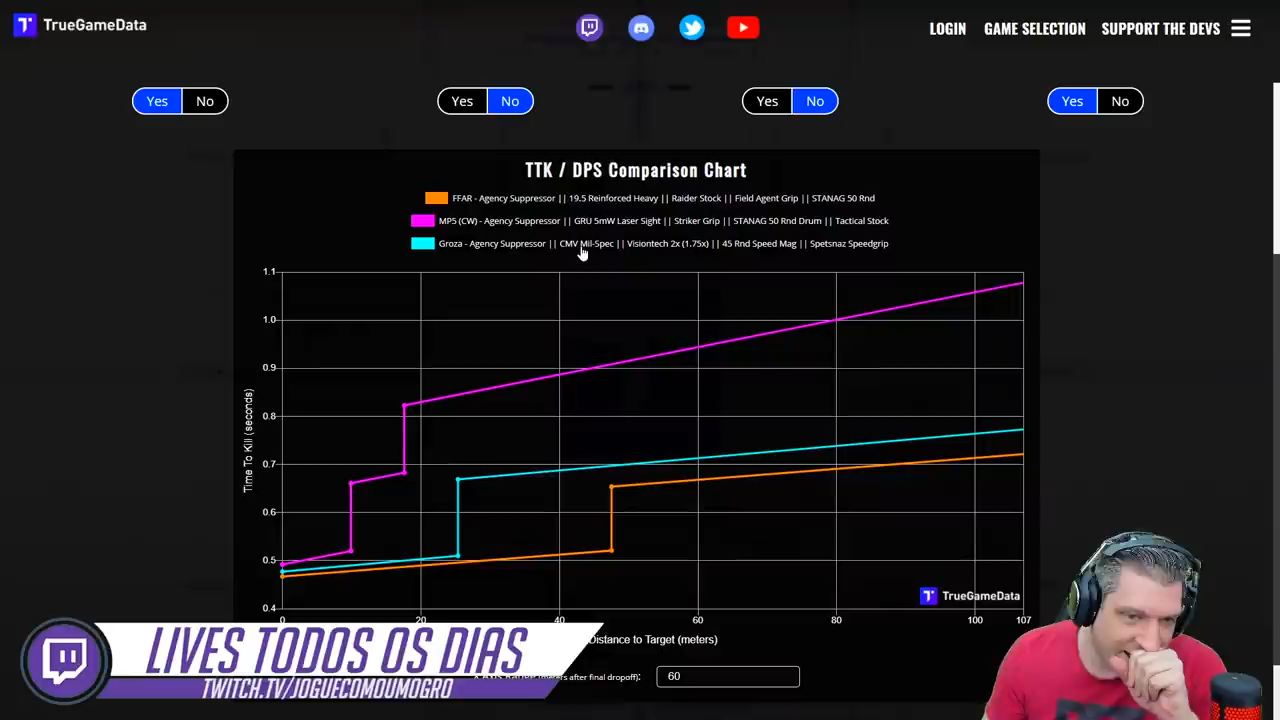 TrueGameData
LOGIN GAME SELECTION SUPPORT THE DEVS
Yes No Yes No Yes No Yes No
TTK / DPS Comparison Chart
FFAR - Agency Suppressor || 19.5 Reinforced Heavy || Raider Stock || Field Agent Grip || STANAG 50 Rnd
MP5 (CW) - Agency Suppressor || GRU 5mW Laser Sight || Striker Grip || STANAG 50 Rnd Drum || Tactical Stock
Groza - Agency Suppressor || CMV Mil-Spec || Visiontech 2x (1.75x) || 45 Rnd Speed Mag || Spetsnaz Speedgrip
1.1
1.0
0.9
0.8
0.7
0.6
0.5
0.4
Time To Kill (seconds)
TrueGameData
0 20 40 60 80 100 107
Distance to Target (meters)
after final dropoff):
60
LIVES TODOS OS DIAS
TWITCH.TV/JOGUECOMOUMOGRO